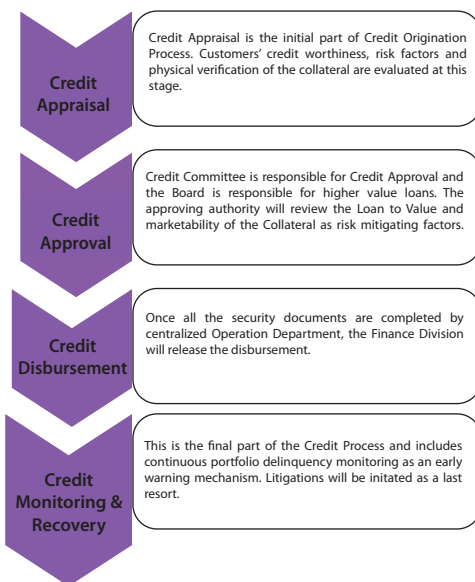 Credit
Appraisal
Credit Appraisal is the initial part of Credit Origination
Process. Customers’ credit worthiness, risk factors and
physical verification of the collateral are evaluated at this
stage.
Credit
Approval
Credit Committee is responsible for Credit Approval and
the Board is responsible for higher value loans. The
approving authority will review the Loan to Value and
marketability of the Collateral as risk mitigating factors.
Credit
Disbursement
Once all the security documents are completed by
centralized Operation Department, the Finance Division
will release the disbursement.
Credit
Monitoring &
Recovery
This is the final part of the Credit Process and includes
continuous portfolio delinquency monitoring as an early
warning mechanism. Litigations will be initated as a last
resort.